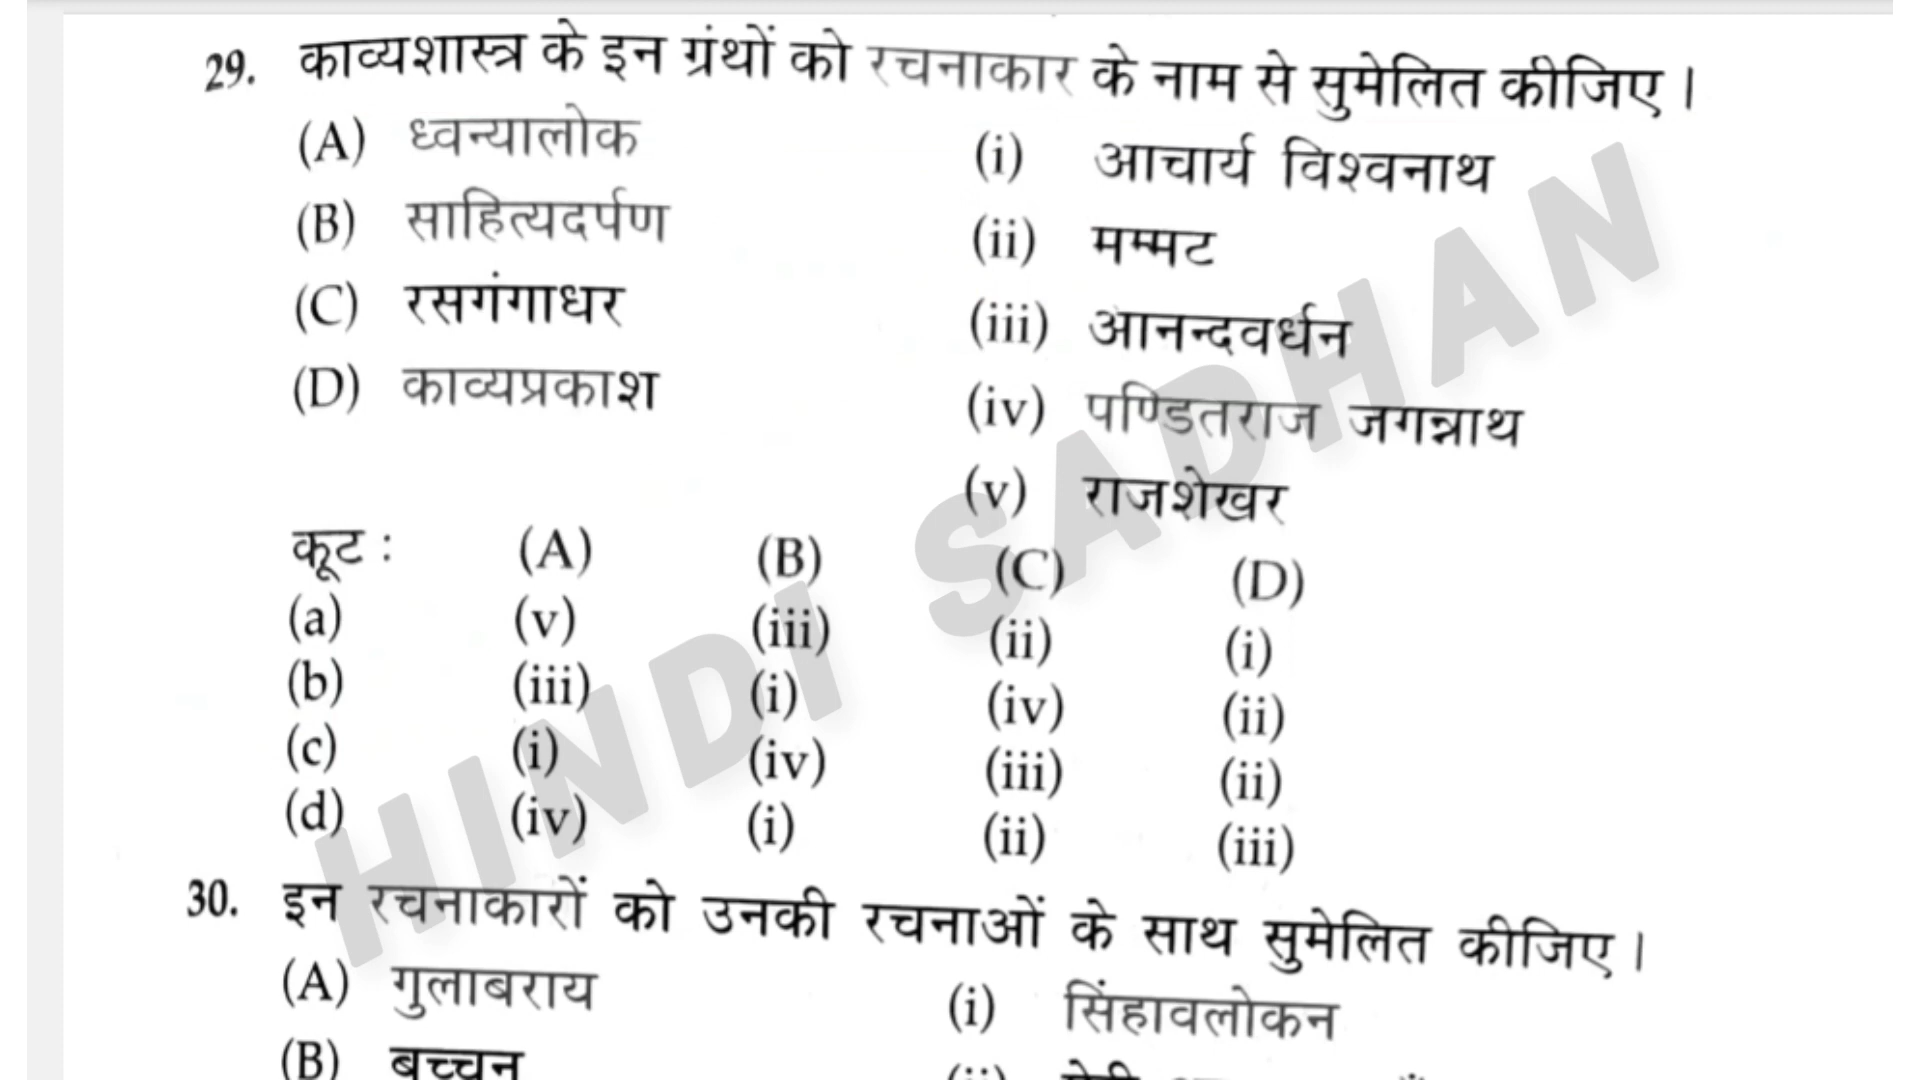 29. काव्यशास्त्र के इन ग्रंथों को रचनाकार के नाम से सुमेलित कीजिए।
(A) ध्वन्यालोक (i) आचार्य विश्वनाथ
(B) साहित्यदर्पण (ii) मम्मट
(C) रसगंगाधर (iii) आनन्दवर्धन
(D) काव्यप्रकाश (iv) पण्डितराज जगन्नाथ
(v) राजशेखर
कूट : (A) (B) (C) (D)
(a) (v) (iii) (ii) (i)
(b) (iii) (i) (iv) (ii)
(c) (i) (iv) (iii) (ii)
(d) (iv) (i) (ii) (iii)
30. इन रचनाकारों को उनकी रचनाओं के साथ सुमेलित कीजिए।
(A) गुलाबराय (i) सिंहावलोकन
(B) बच्चन (ii)
HINDI SADHAN